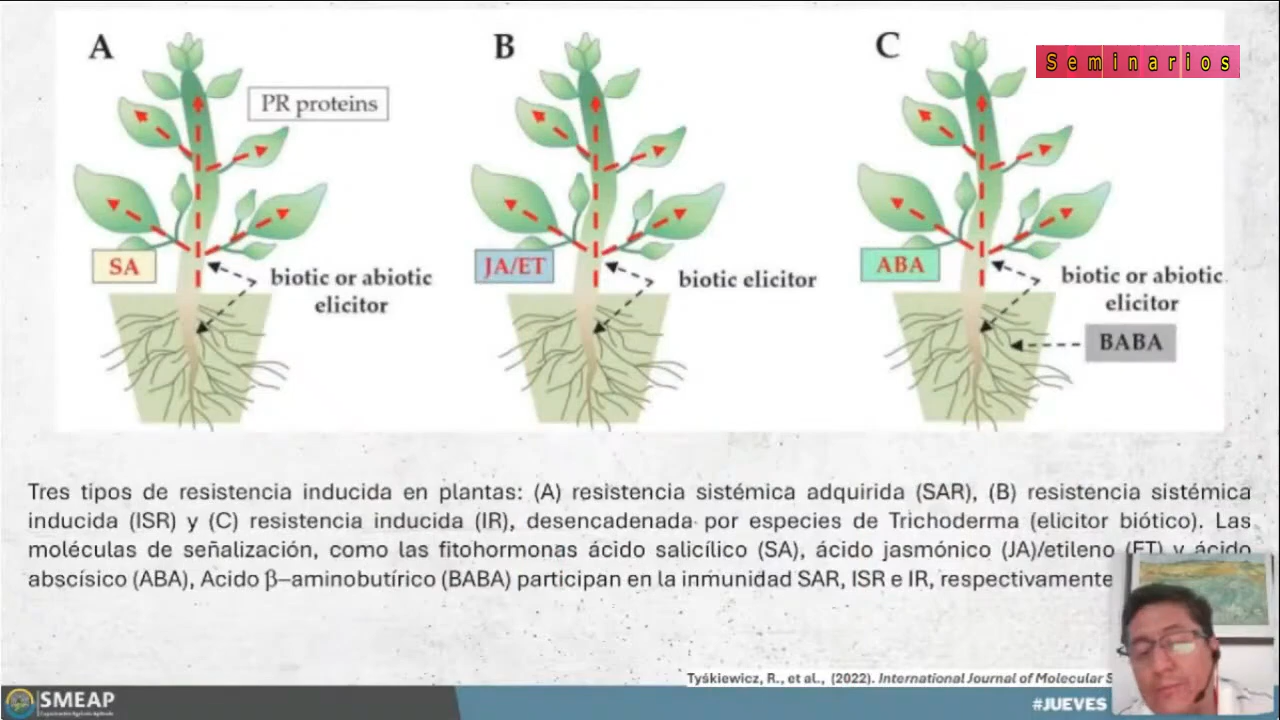 A
B
C
Seminarios
PR proteins
SA
biotic or abiotic
elicitor
JA/ET
biotic elicitor
ABA
biotic or abiotic
elicitor
BABA
Tres tipos de resistencia inducida en plantas: (A) resistencia sistémica adquirida (SAR), (B) resistencia sistémica
inducida (ISR) y (C) resistencia inducida (IR), desencadenada por especies de Trichoderma (elicitor biótico). Las
moléculas de señalización, como las fitohormonas ácido salicílico (SA), ácido jasmónico (JA)/etileno (ET) y ácido
abscísico (ABA), Acido β–aminobutírico (BABA) participan en la inmunidad SAR, ISR e IR, respectivamente
Tyśkiewicz, R., et al., (2022). International Journal of Molecular S
SMEAP
#JUEVES